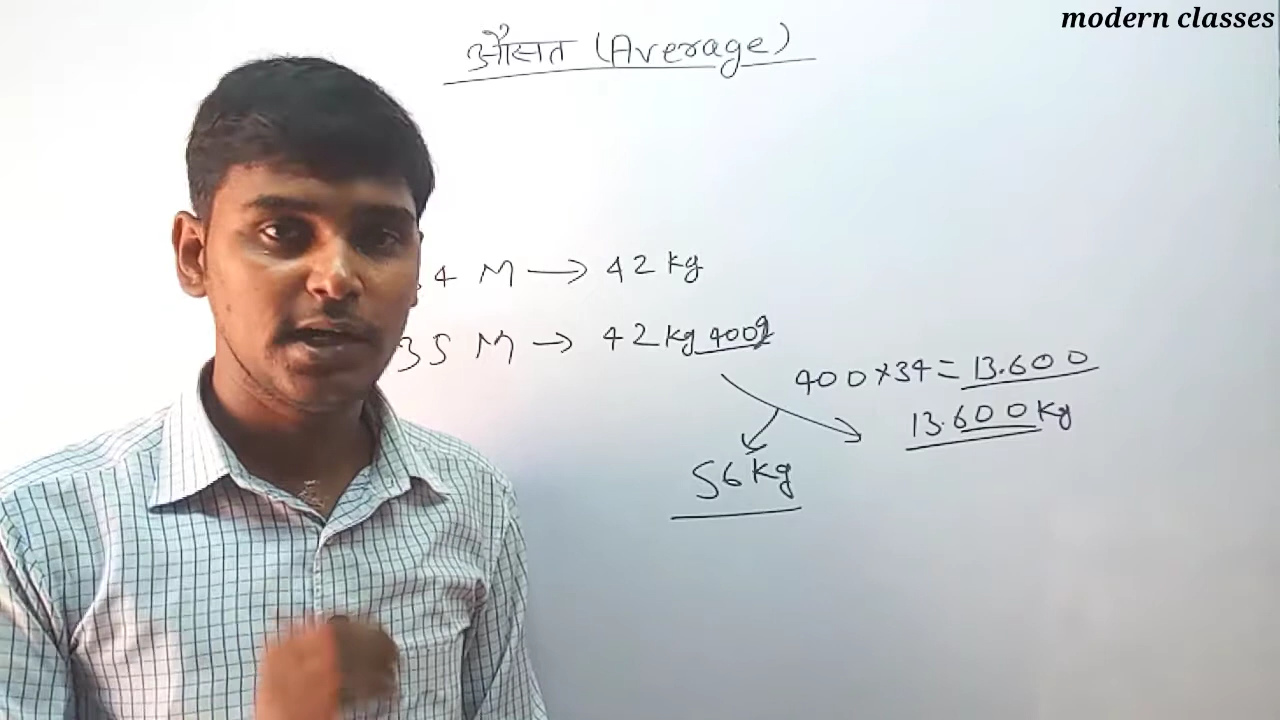 modern classes
औसत (Average)
4 M → 42 kg
35 M → 42 kg 400g
400×34 = 13.600
13.600 kg
56 kg